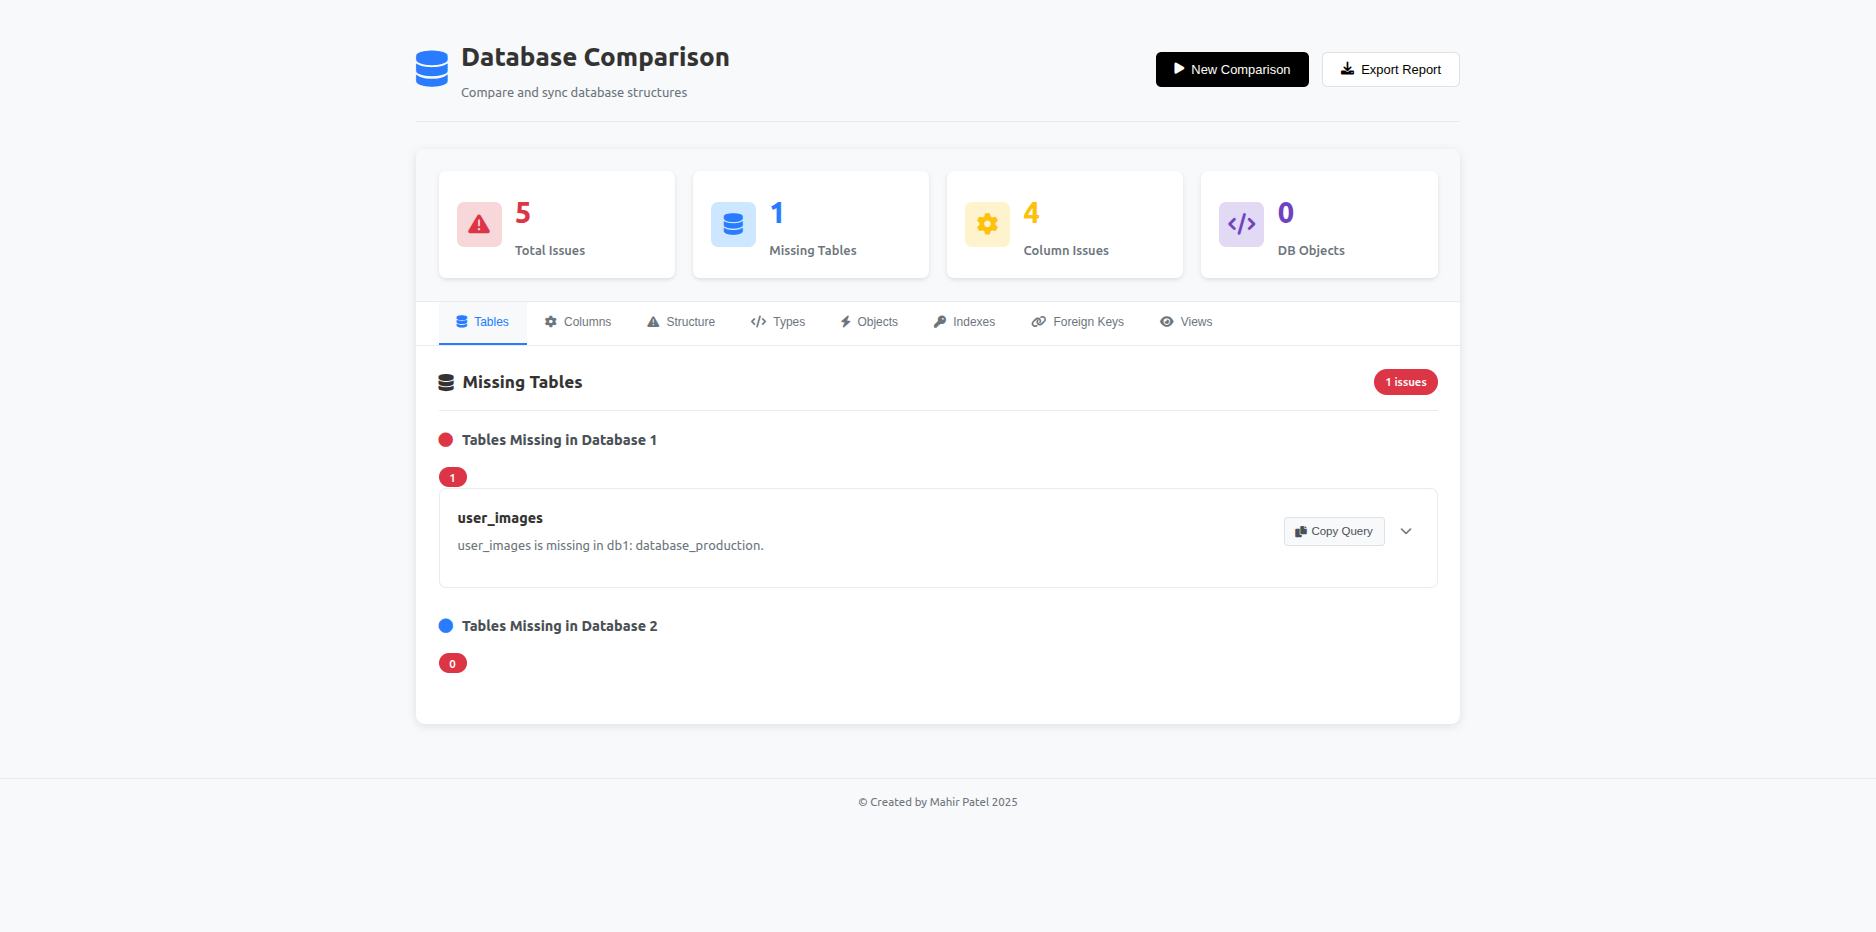 Database Comparison
Compare and sync database structures
New Comparison
Export Report
5
Total Issues
1
Missing Tables
4
Column Issues
0
DB Objects
Tables
Columns
Structure
Types
Objects
Indexes
Foreign Keys
Views
Missing Tables
1 issues
Tables Missing in Database 1
1
user_images
user_images is missing in db1: database_production.
Copy Query
Tables Missing in Database 2
0
© Created by Mahir Patel 2025